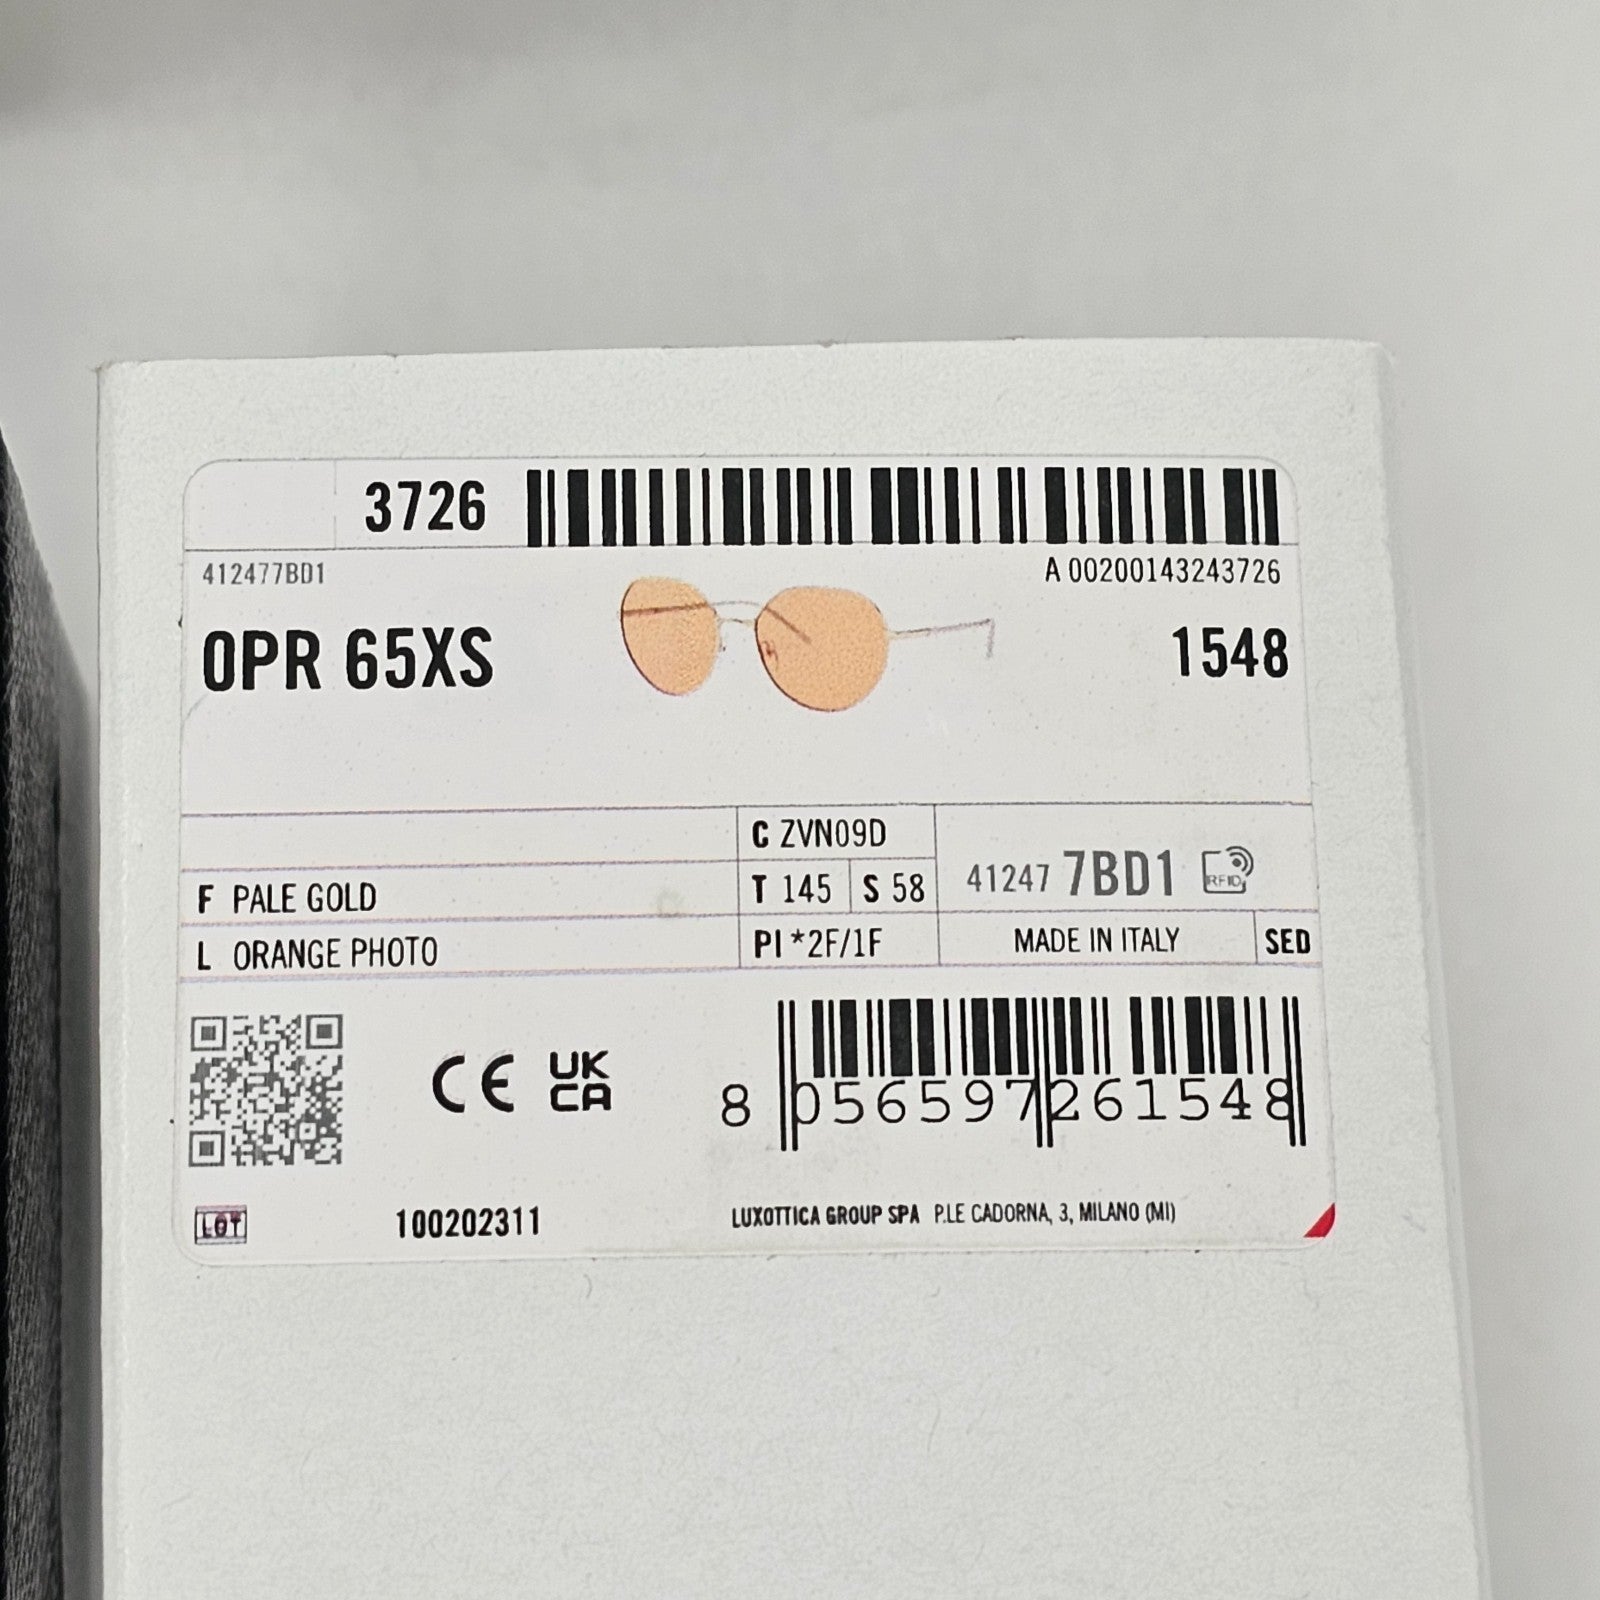 3726
412477BD1
A 00200143243726
0PR 65XS
1548
C ZVN09D
F PALE GOLD
T 145
S 58
41247 7BD1
RFID
L ORANGE PHOTO
PI *2F/1F
MADE IN ITALY
SED
CE
UK
CA
8 056597 261548
LOT
100202311
LUXOTTICA GROUP SPA P.LE CADORNA, 3, MILANO (MI)